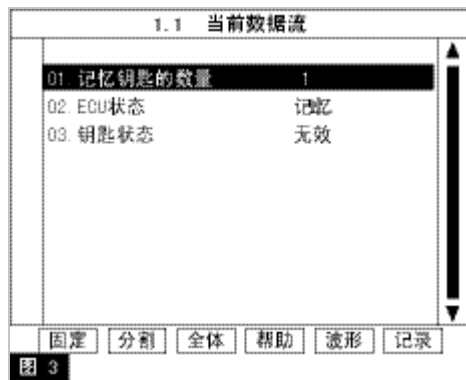 1.1 当前数据流
01. 记忆钥匙的数量 1
02. ECU状态 记忆
03. 钥匙状态 无效
固定 分割 全体 帮助 波形 记录
图 3